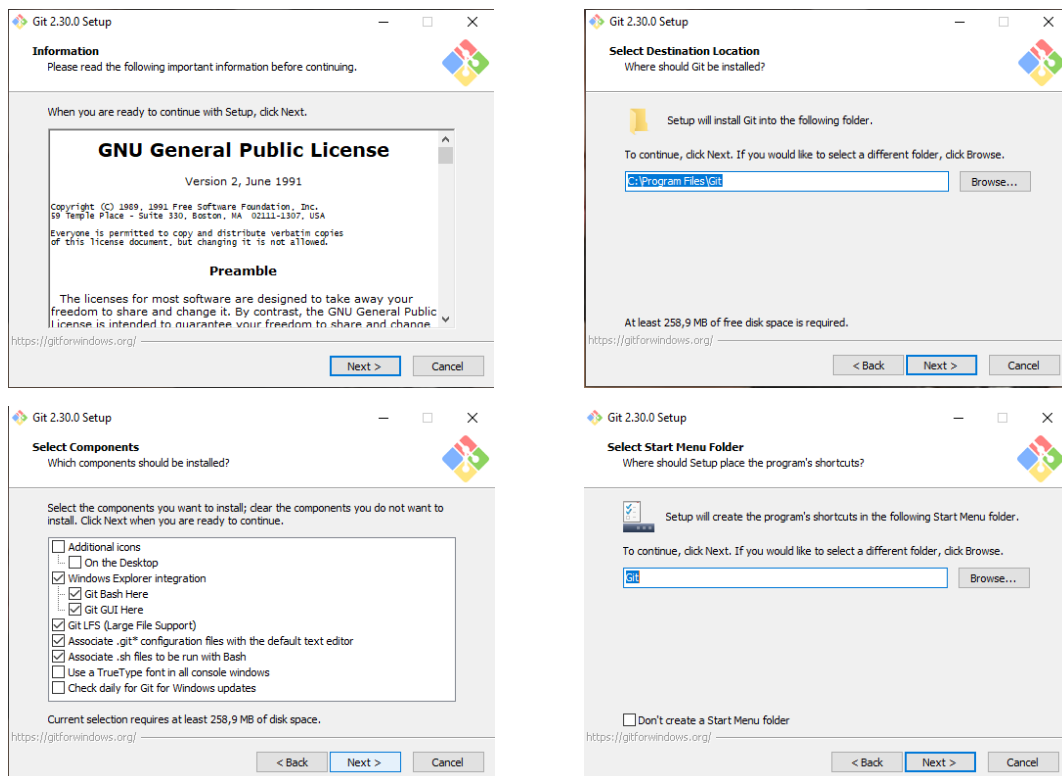 Git 2.30.0 Setup
Information
Please read the following important information before continuing.
When you are ready to continue with Setup, click Next.
GNU General Public License
Version 2, June 1991
Copyright (C) 1989, 1991 Free Software Foundation, Inc.
59 Temple Place - Suite 330, Boston, MA  02111-1307, USA
Everyone is permitted to copy and distribute verbatim copies
of this license document, but changing it is not allowed.
Preamble
The licenses for most software are designed to take away your
freedom to share and change it. By contrast, the GNU General Public
License is intended to guarantee your freedom to share and change
https://gitforwindows.org/
Next >
Cancel
Git 2.30.0 Setup
Select Destination Location
Where should Git be installed?
Setup will install Git into the following folder.
To continue, click Next. If you would like to select a different folder, click Browse.
C:\Program Files\Git
Browse...
At least 258,9 MB of free disk space is required.
https://gitforwindows.org/
< Back
Next >
Cancel
Git 2.30.0 Setup
Select Components
Which components should be installed?
Select the components you want to install; clear the components you do not want to
install. Click Next when you are ready to continue.
Additional icons
On the Desktop
Windows Explorer integration
Git Bash Here
Git GUI Here
Git LFS (Large File Support)
Associate .git* configuration files with the default text editor
Associate .sh files to be run with Bash
Use a TrueType font in all console windows
Check daily for Git for Windows updates
Current selection requires at least 258,9 MB of disk space.
https://gitforwindows.org/
< Back
Next >
Cancel
Git 2.30.0 Setup
Select Start Menu Folder
Where should Setup place the program's shortcuts?
Setup will create the program's shortcuts in the following Start Menu folder.
To continue, click Next. If you would like to select a different folder, click Browse.
Git
Browse...
Don't create a Start Menu folder
https://gitforwindows.org/
< Back
Next >
Cancel